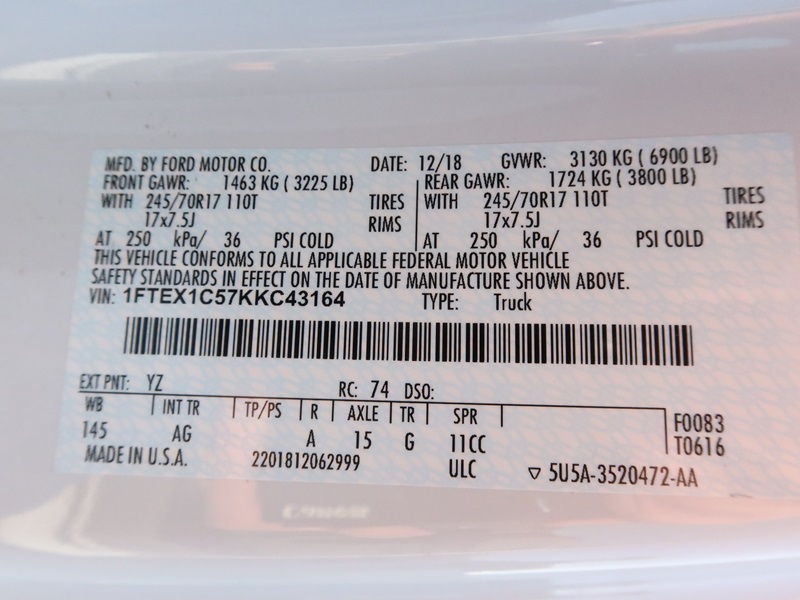 MFD. BY FORD MOTOR CO. DATE: 12/18 GVWR: 3130 KG ( 6900 LB)
FRONT GAWR: 1463 KG ( 3225 LB) REAR GAWR: 1724 KG ( 3800 LB)
WITH 245/70R17 110T TIRES WITH 245/70R17 110T TIRES
17x7.5J RIMS 17x7.5J RIMS
AT 250 kPa/ 36 PSI COLD AT 250 kPa/ 36 PSI COLD
THIS VEHICLE CONFORMS TO ALL APPLICABLE FEDERAL MOTOR VEHICLE
SAFETY STANDARDS IN EFFECT ON THE DATE OF MANUFACTURE SHOWN ABOVE.
VIN: 1FTEX1C57KKC43164 TYPE: Truck
EXT PNT: YZ RC: 74 DSO:
WB INT TR TP/PS R AXLE TR SPR F0083
145 AG A 15 G 11CC T0616
MADE IN U.S.A. 2201812062999 ULC ▽ 5U5A-3520472-AA